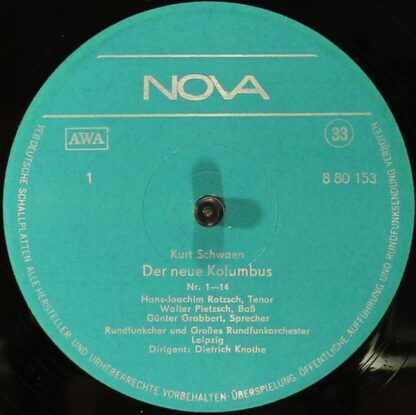 NOVA
AWA
33
1
8 80 153
Kurt Schwaen
Der neue Kolumbus
Nr. 1—14
Hans-Joachim Rotzsch, Tenor
Walter Pietzsch, Baß
Günter Grabbert, Sprecher
Rundfunkchor und Großes Rundfunkorchester
Leipzig
Dirigent: Dietrich Knothe
VEB DEUTSCHE SCHALLPLATTEN ALLE HERSTELLER- UND URHEBERRECHTE VORBEHALTEN · ÜBERSPIELUNG, ÖFFENTLICHE AUFFÜHRUNG UND RUNDFUNKSENDUNG VERBOTEN